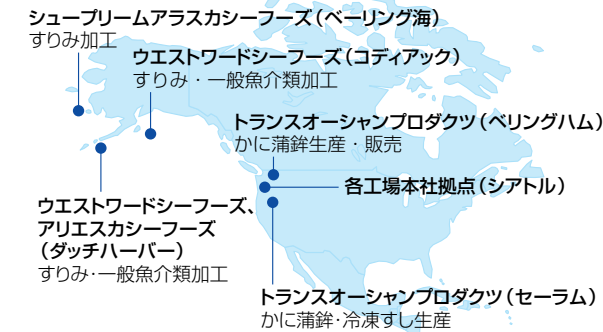 シュープリームアラスカシーフーズ（ベーリング海）
すりみ加工
ウエストワードシーフーズ（コディアック）
すりみ・一般魚介類加工
トランスオーシャンプロダクツ（ベリングハム）
かに蒲鉾生産・販売
各工場本社拠点（シアトル）
ウエストワードシーフーズ、
アリエスカシーフーズ
（ダッチハーバー）
すりみ・一般魚介類加工
トランスオーシャンプロダクツ（セーラム）
かに蒲鉾・冷凍すし生産